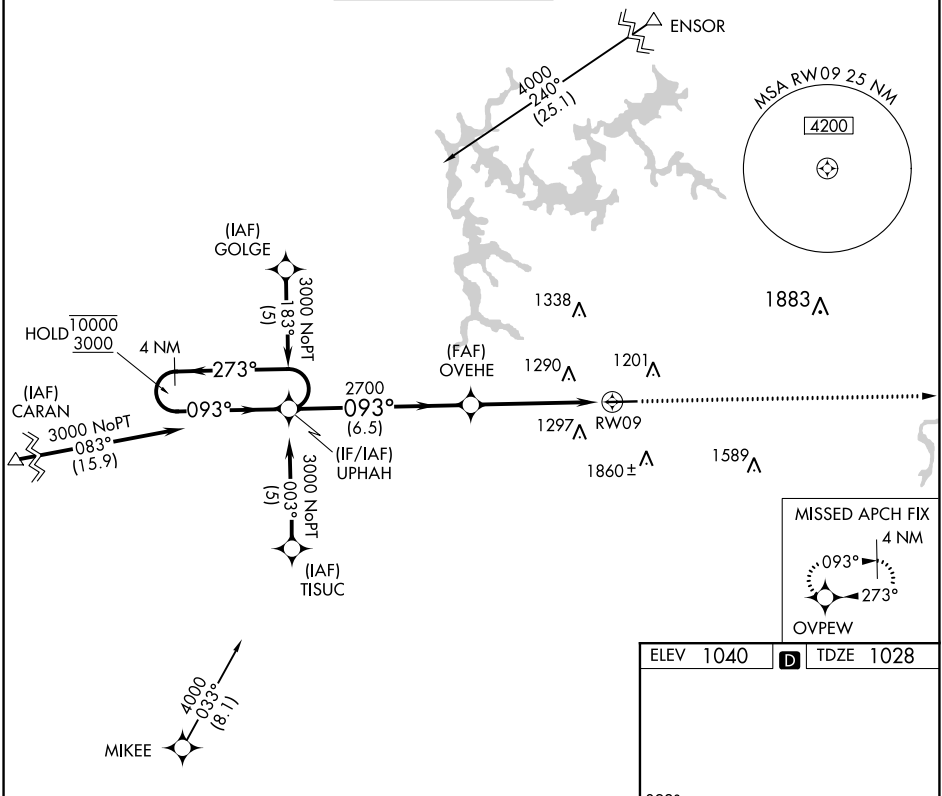 ENSOR
4000
240°
(25.1)
MSA RW09 25 NM
4200
(IAF)
GOLGE
3000 NoPT
183°
(5)
1338
1883
HOLD
10000
3000
4 NM
273°
(FAF)
OVEHE
1290
1201
(IAF)
CARAN
093°
2700
093°
(6.5)
RW09
1297
3000 NoPT
083°
(15.9)
(IF/IAF)
UPHAH
1860±
1589
3000 NoPT
003°
(5)
(IAF)
TISUC
MISSED APCH FIX
4 NM
093°
273°
OVPEW
ELEV 1040
D
TDZE 1028
4000
033°
(8.1)
MIKEE